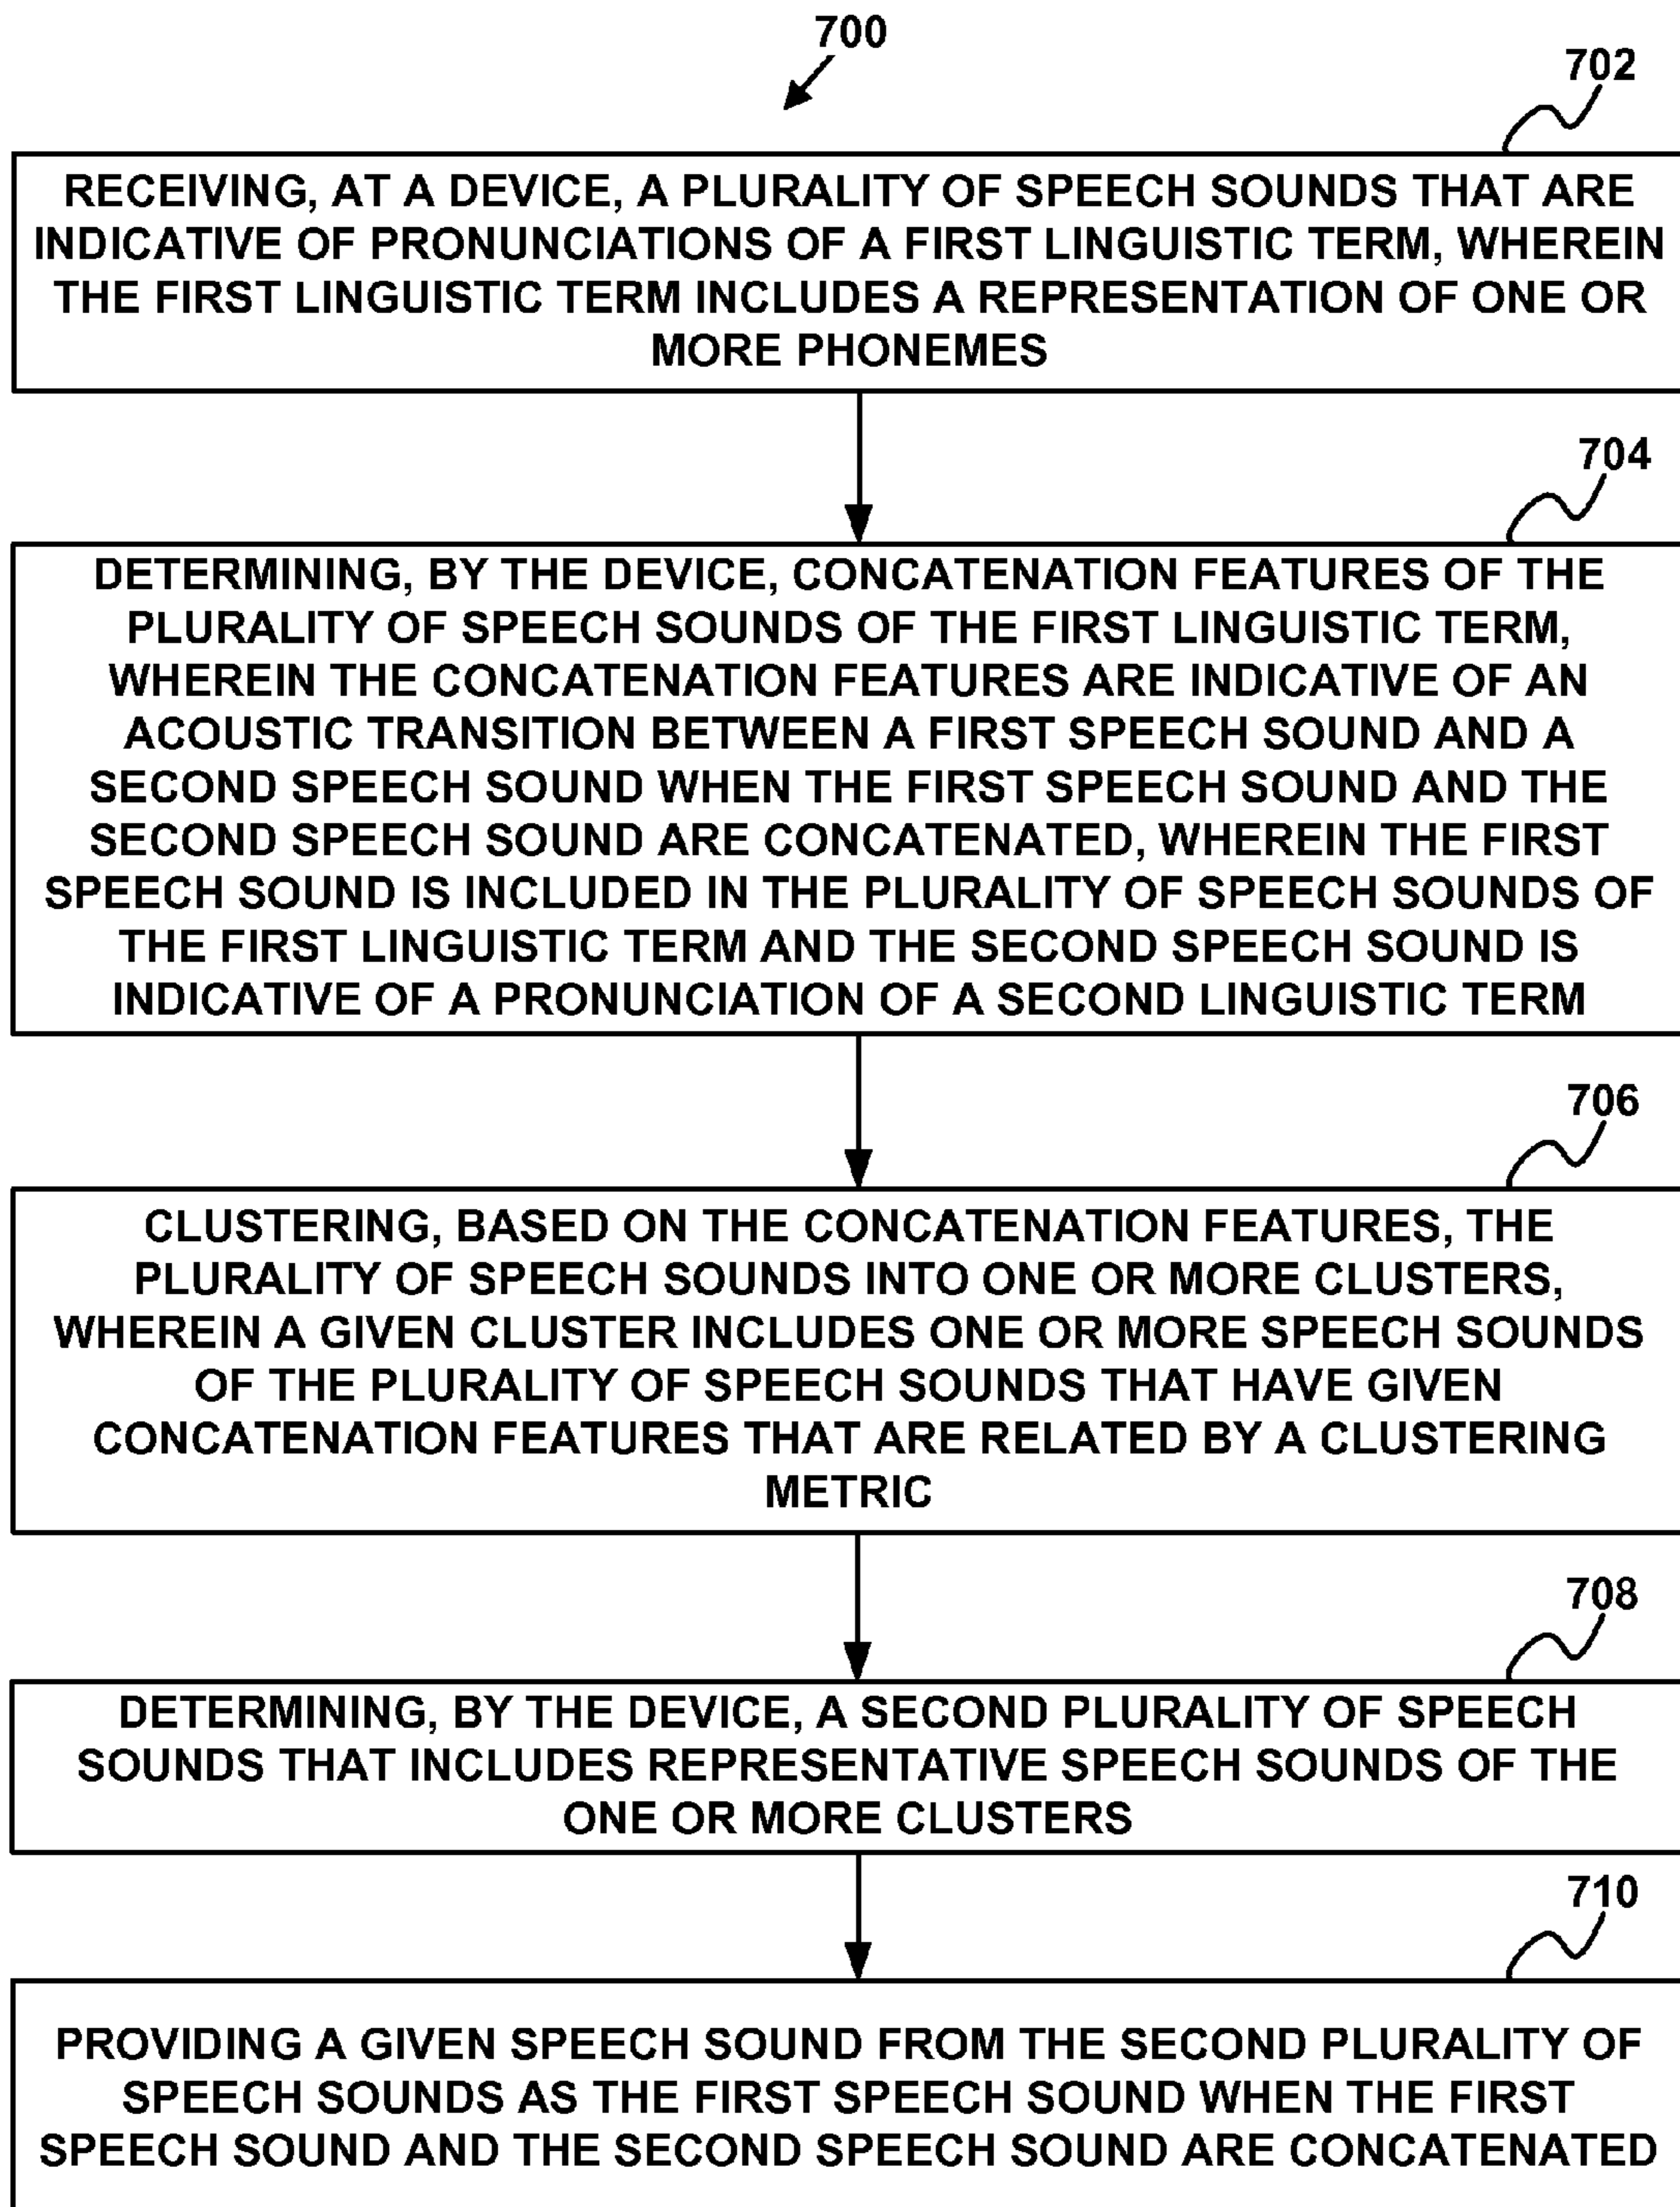 700
702
RECEIVING, AT A DEVICE, A PLURALITY OF SPEECH SOUNDS THAT ARE
INDICATIVE OF PRONUNCIATIONS OF A FIRST LINGUISTIC TERM, WHEREIN
THE FIRST LINGUISTIC TERM INCLUDES A REPRESENTATION OF ONE OR
MORE PHONEMES
704
DETERMINING, BY THE DEVICE, CONCATENATION FEATURES OF THE
PLURALITY OF SPEECH SOUNDS OF THE FIRST LINGUISTIC TERM,
WHEREIN THE CONCATENATION FEATURES ARE INDICATIVE OF AN
ACOUSTIC TRANSITION BETWEEN A FIRST SPEECH SOUND AND A
SECOND SPEECH SOUND WHEN THE FIRST SPEECH SOUND AND THE
SECOND SPEECH SOUND ARE CONCATENATED, WHEREIN THE FIRST
SPEECH SOUND IS INCLUDED IN THE PLURALITY OF SPEECH SOUNDS OF
THE FIRST LINGUISTIC TERM AND THE SECOND SPEECH SOUND IS
INDICATIVE OF A PRONUNCIATION OF A SECOND LINGUISTIC TERM
706
CLUSTERING, BASED ON THE CONCATENATION FEATURES, THE
PLURALITY OF SPEECH SOUNDS INTO ONE OR MORE CLUSTERS,
WHEREIN A GIVEN CLUSTER INCLUDES ONE OR MORE SPEECH SOUNDS
OF THE PLURALITY OF SPEECH SOUNDS THAT HAVE GIVEN
CONCATENATION FEATURES THAT ARE RELATED BY A CLUSTERING
METRIC
708
DETERMINING, BY THE DEVICE, A SECOND PLURALITY OF SPEECH
SOUNDS THAT INCLUDES REPRESENTATIVE SPEECH SOUNDS OF THE
ONE OR MORE CLUSTERS
710
PROVIDING A GIVEN SPEECH SOUND FROM THE SECOND PLURALITY OF
SPEECH SOUNDS AS THE FIRST SPEECH SOUND WHEN THE FIRST
SPEECH SOUND AND THE SECOND SPEECH SOUND ARE CONCATENATED